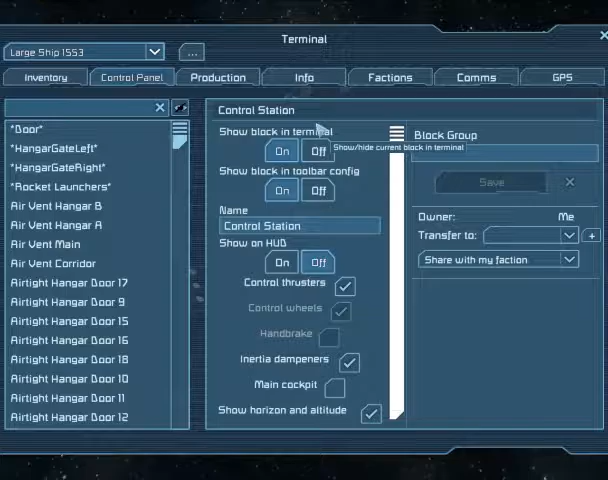 Terminal
Large Ship 1553
...
Inventory Control Panel Production Info Factions Comms GPS
*Door*
*HangarGateLeft*
*HangarGateRight*
*Rocket Launchers*
Air Vent Hangar B
Air Vent Hangar A
Air Vent Main
Air Vent Corridor
Airtight Hangar Door 17
Airtight Hangar Door 9
Airtight Hangar Door 15
Airtight Hangar Door 16
Airtight Hangar Door 18
Airtight Hangar Door 10
Airtight Hangar Door 11
Airtight Hangar Door 12
Control Station
Show block in terminal
On Off
Show/hide current block in terminal
Show block in toolbar config
On Off
Name
Control Station
Show on HUD
On Off
Control thrusters
Control wheels
Handbrake
Inertia dampeners
Main cockpit
Show horizon and altitude
Block Group
Save
Owner: Me
Transfer to:
Share with my faction